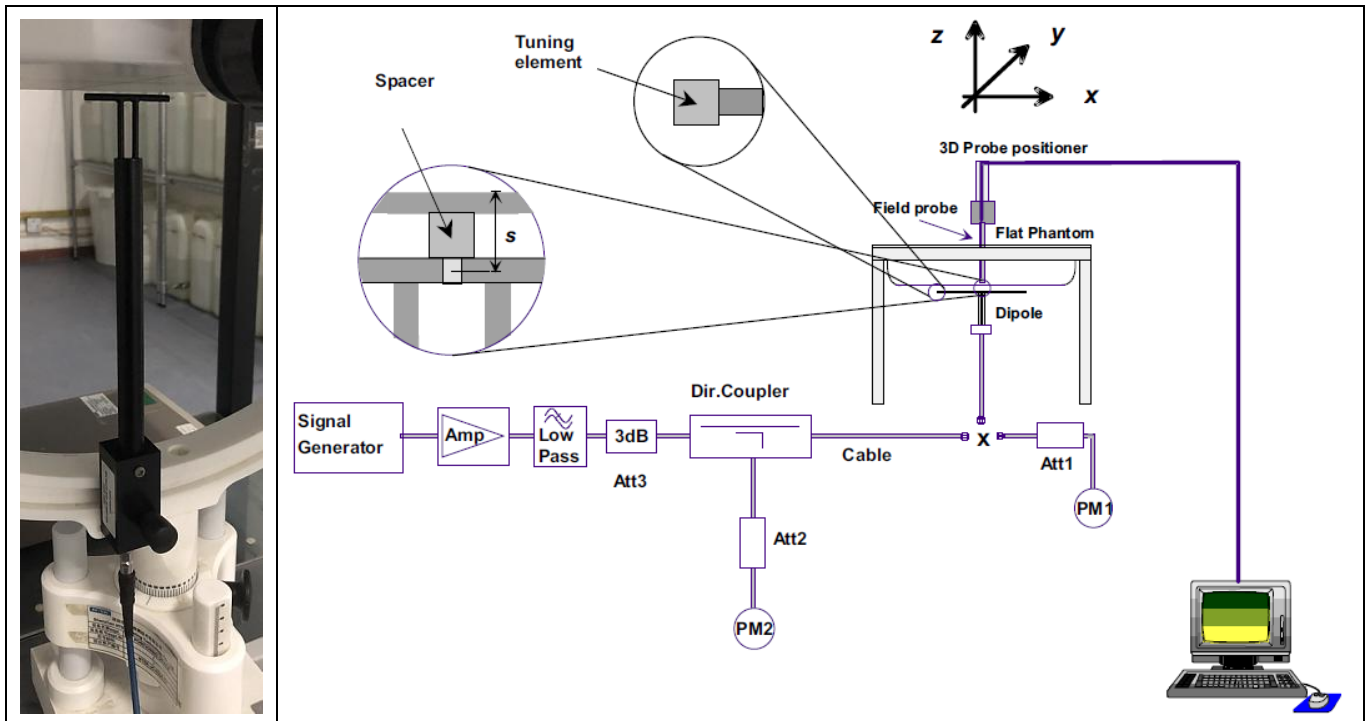 Tuning
element
Spacer
s
z
y
x
3D Probe positioner
Field probe
Flat Phantom
Dipole
Dir.Coupler
Signal
Generator
Amp
Low
Pass
3dB
Att3
Cable
x
Att1
PM1
Att2
PM2